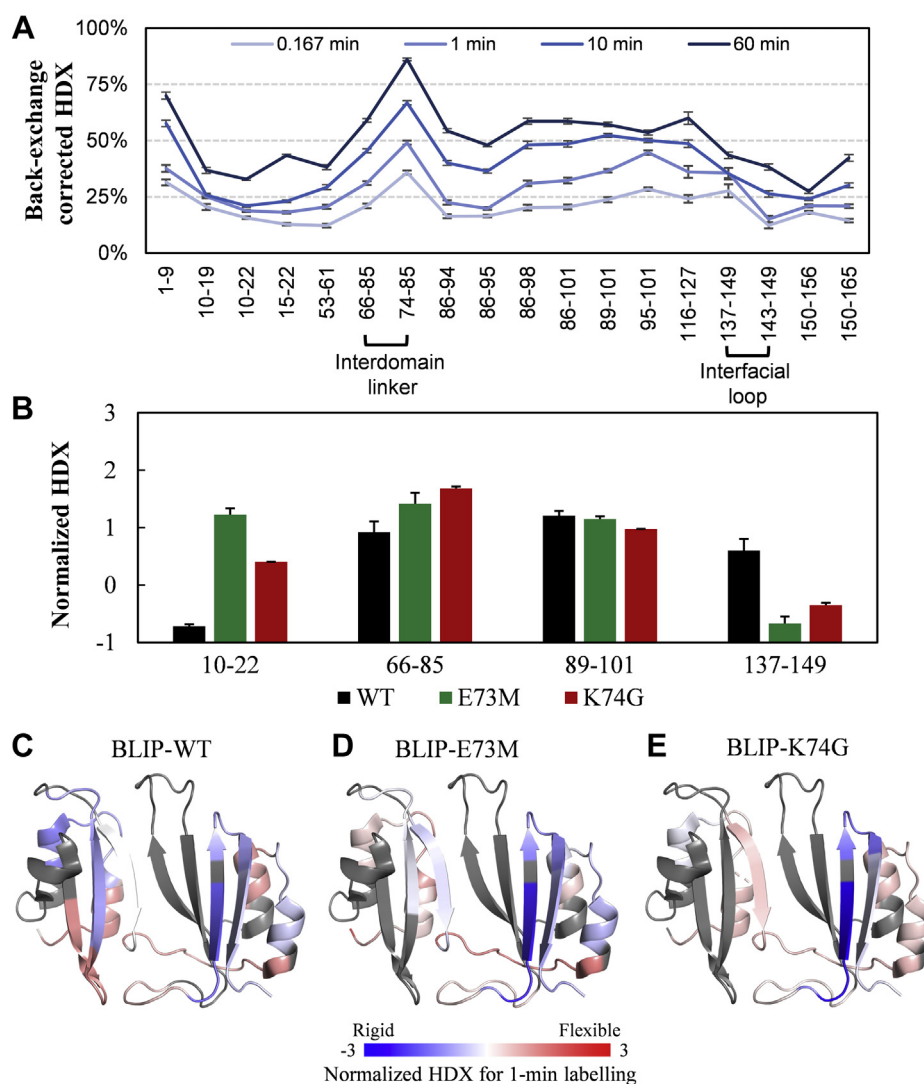 A
Back-exchange
corrected HDX
100%
75%
50%
25%
0%
0.167 min 1 min 10 min 60 min
1-9 10-19 10-22 15-22 53-61 66-85 74-85 86-94 86-95 86-98 86-101 89-101 95-101 116-127 137-149 143-149 150-156 150-165
Interdomain
linker
Interfacial
loop
B
Normalized HDX
3
2
1
0
-1
10-22 66-85 89-101 137-149
WT E73M K74G
C BLIP-WT D BLIP-E73M E BLIP-K74G
Rigid Flexible
-3 3
Normalized HDX for 1-min labelling